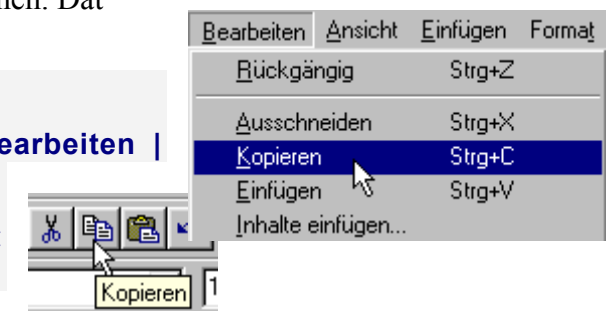 Bearbeiten Ansicht Einfügen Format
Rückgängig Strg+Z
earbeiten |
Ausschneiden Strg+X
Kopieren Strg+C
Einfügen Strg+V
Inhalte einfügen...
Kopieren